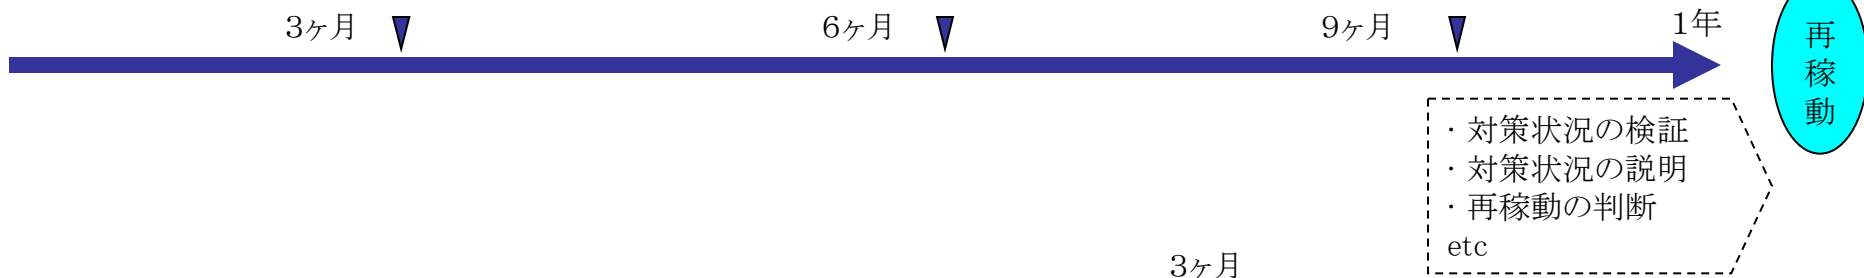 3ヶ月
6ヶ月
9ヶ月
1年
再稼動
・対策状況の検証
・対策状況の説明
・再稼動の判断
etc
3ヶ月